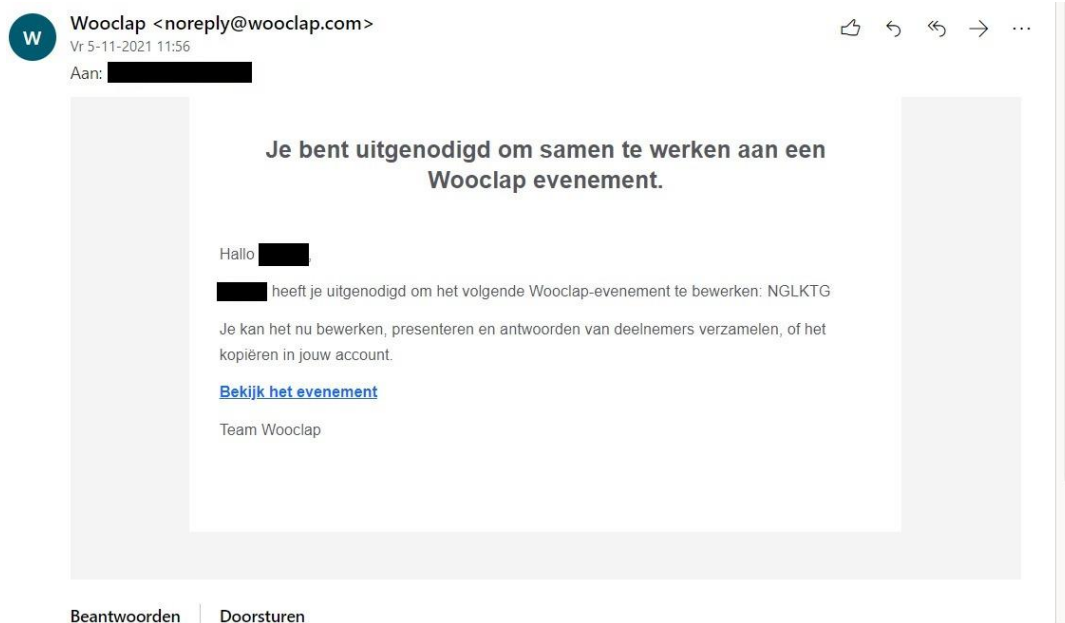 W
Wooclap <noreply@wooclap.com>
Vr 5-11-2021 11:56
Aan:
Je bent uitgenodigd om samen te werken aan een
Wooclap evenement.
Hallo ,
heeft je uitgenodigd om het volgende Wooclap-evenement te bewerken: NGLKTG
Je kan het nu bewerken, presenteren en antwoorden van deelnemers verzamelen, of het
kopiëren in jouw account.
Bekijk het evenement
Team Wooclap
Beantwoorden Doorsturen